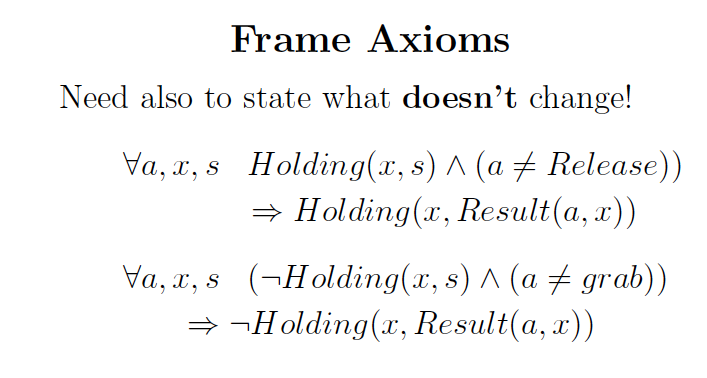 Frame Axioms
Need also to state what doesn't change!
∀a, x, s Holding(x, s) ∧ (a ≠ Release))
⇒ Holding(x, Result(a, x))
∀a, x, s (¬Holding(x, s) ∧ (a ≠ grab))
⇒ ¬Holding(x, Result(a, x))